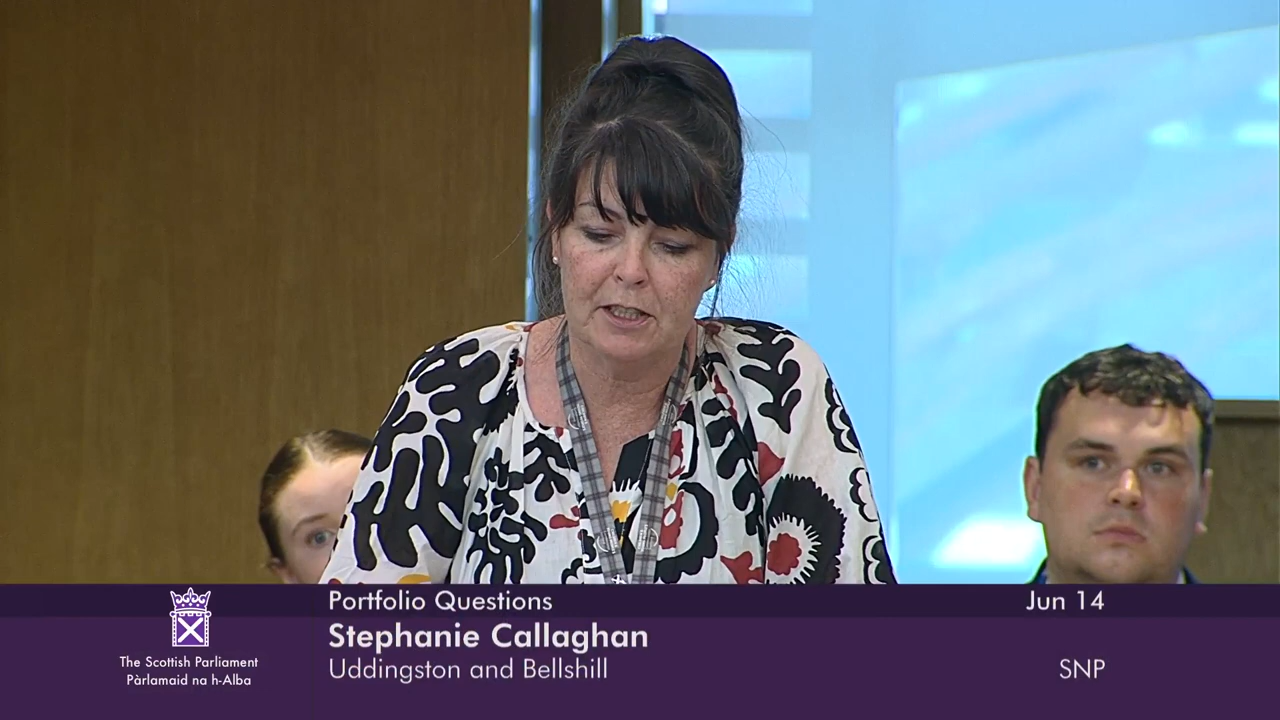 Portfolio Questions
Jun 14
Stephanie Callaghan
Uddingston and Bellshill
SNP
The Scottish Parliament
Pàrlamaid na h-Alba